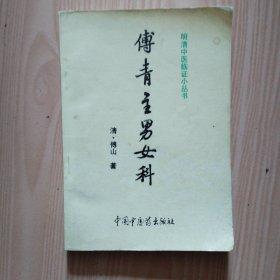 明清中医临证小丛书
傅青主男女科
清·傅山 著
中国中医药出版社